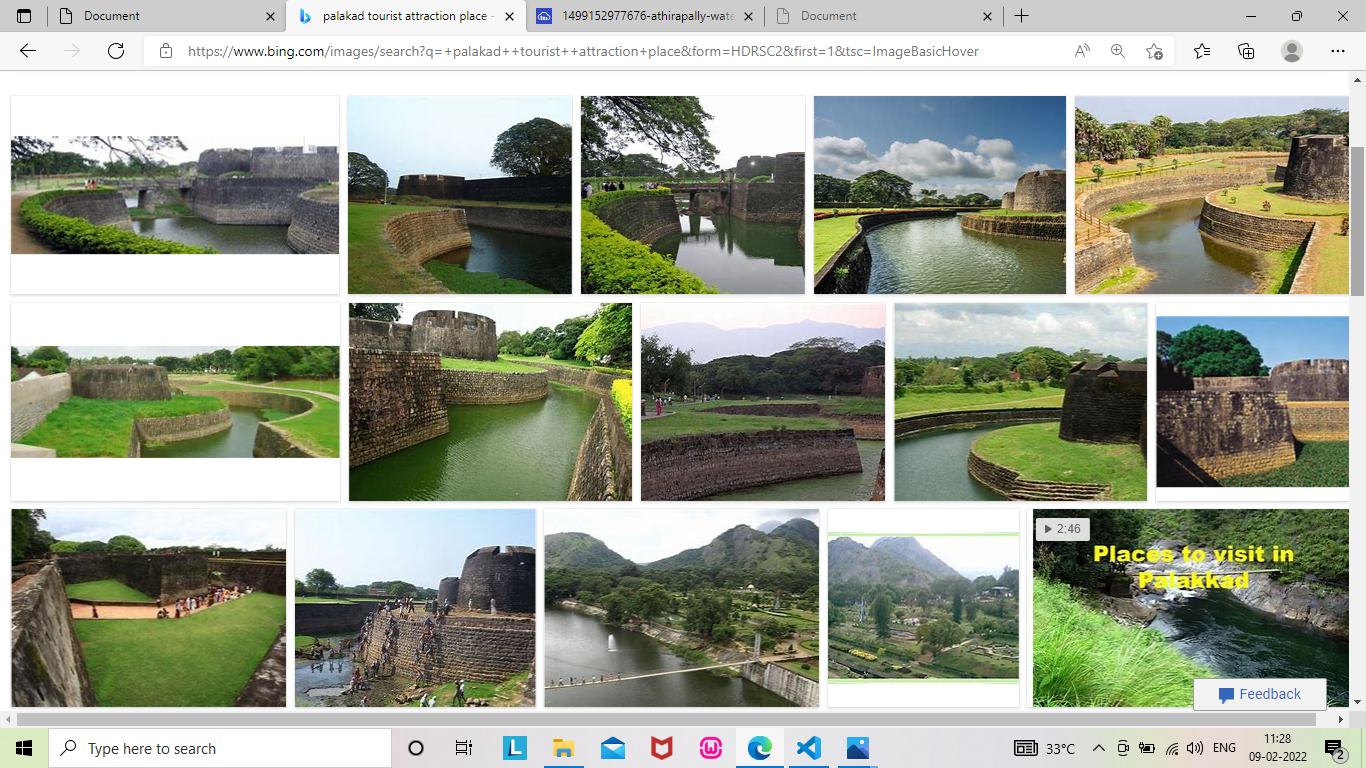 Document
palakad tourist attraction place -
1499152977676-athirapally-wate
Document
https://www.bing.com/images/search?q=+palakad++tourist++attraction+place&form=HDRSC2&first=1&tsc=ImageBasicHover
2:46
Places to visit in
Palakkad
Feedback
Type here to search
L
33°C
ENG
11:28
09-02-2022
2